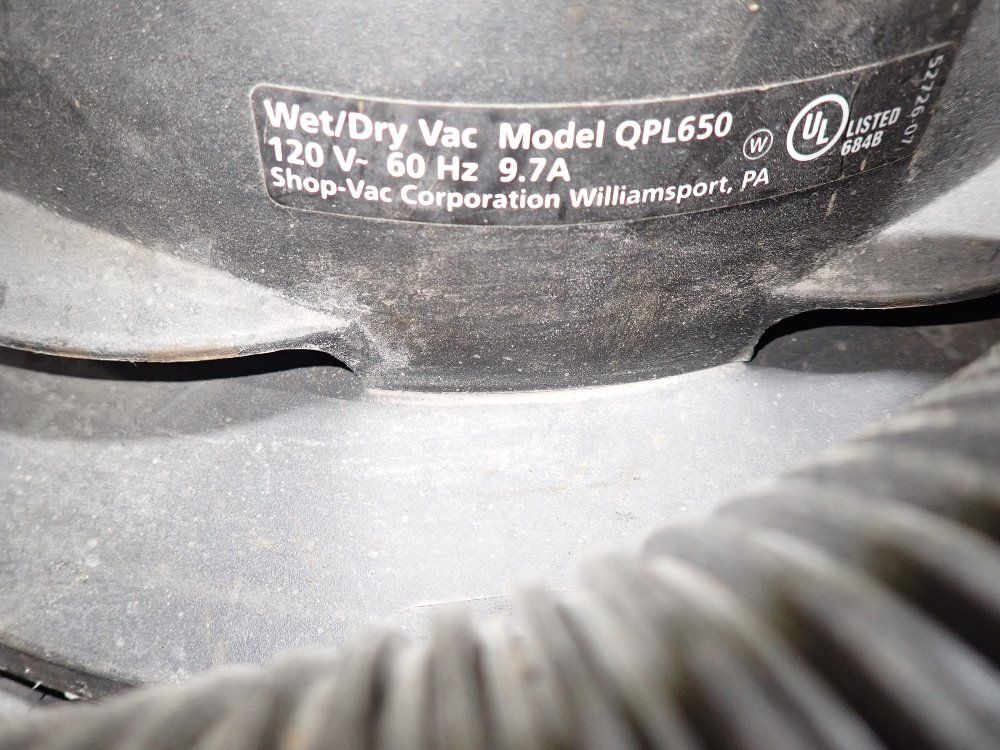 Wet/Dry Vac Model QPL650
120 V~ 60 Hz 9.7A
Shop-Vac Corporation Williamsport, PA
W
UL
LISTED
684B
52726-07